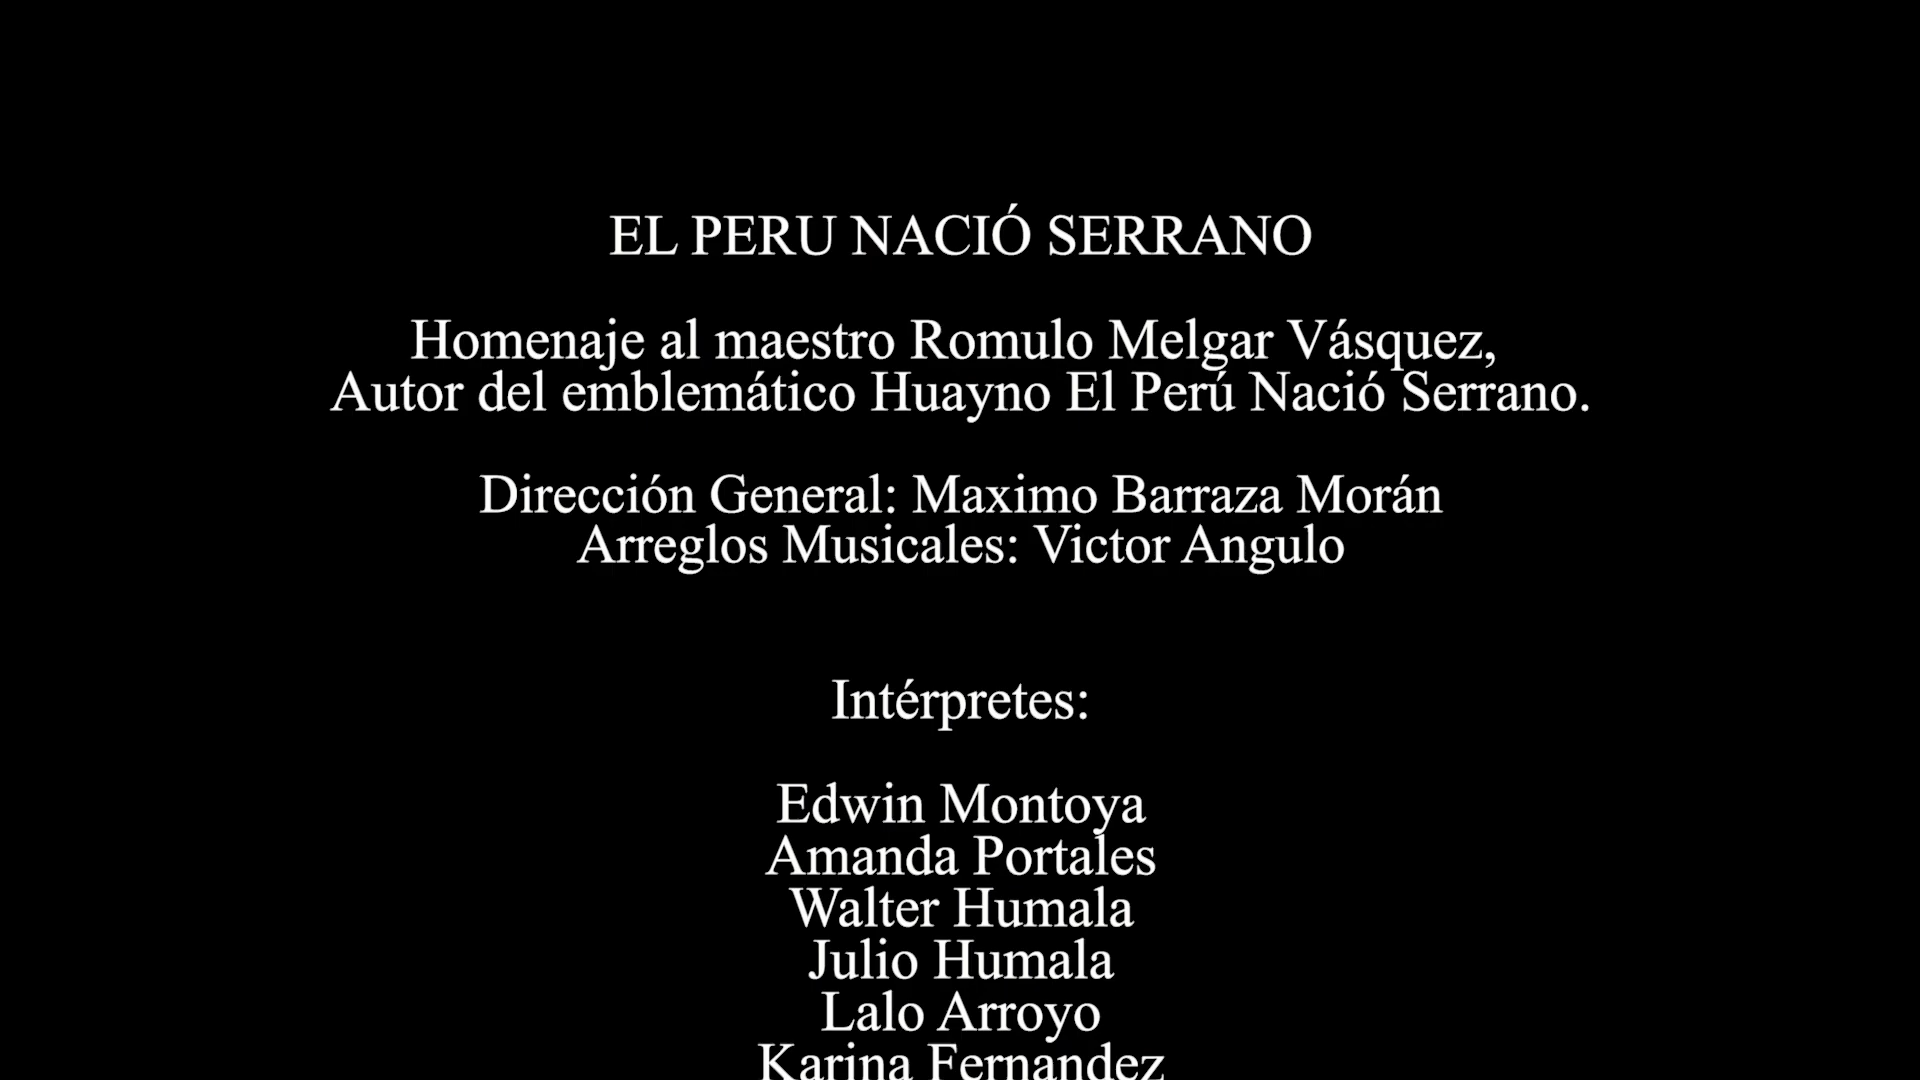 EL PERU NACIÓ SERRANO
Homenaje al maestro Romulo Melgar Vásquez,
Autor del emblemático Huayno El Perú Nació Serrano.
Dirección General: Maximo Barraza Morán
Arreglos Musicales: Victor Angulo
Intérpretes:
Edwin Montoya
Amanda Portales
Walter Humala
Julio Humala
Lalo Arroyo
Karina Fernandez